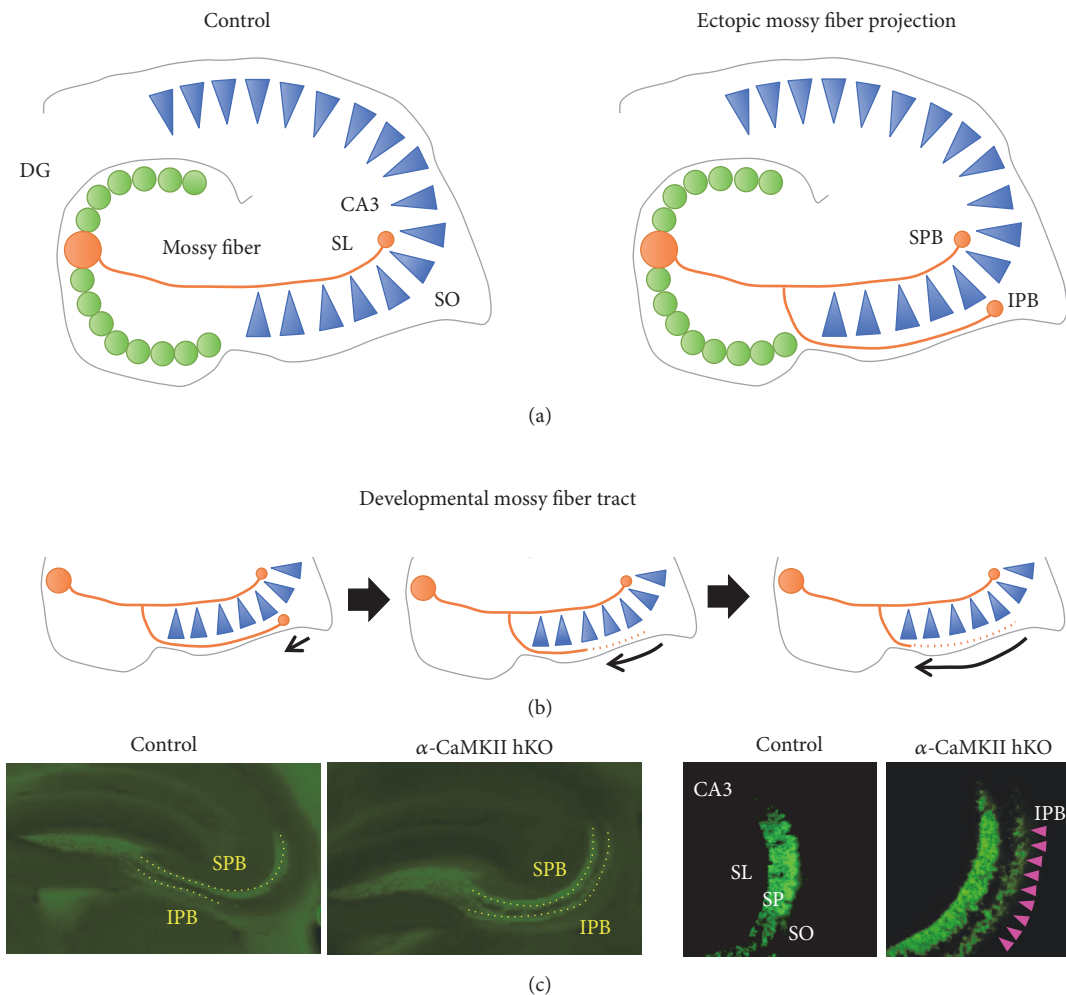 Control
Ectopic mossy fiber projection
DG
CA3
Mossy fiber
SL
SO
SPB
IPB
(a)
Developmental mossy fiber tract
(b)
Control
α-CaMKII hKO
Control
α-CaMKII hKO
SPB
IPB
SPB
IPB
CA3
SL
SP
SO
IPB
(c)